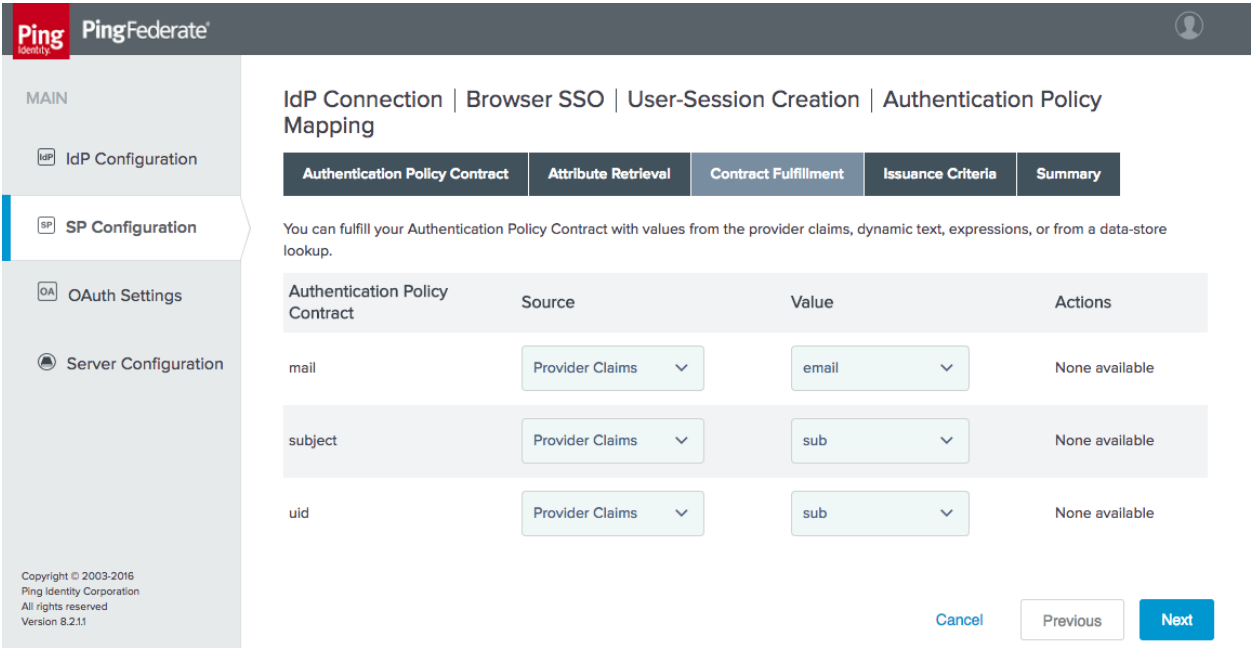 Ping
Identity
PingFederate®
MAIN
IdP IdP Configuration
SP SP Configuration
OA OAuth Settings
Server Configuration
Copyright © 2003-2016
Ping Identity Corporation
All rights reserved
Version 8.2.1.1
IdP Connection | Browser SSO | User-Session Creation | Authentication Policy
Mapping
Authentication Policy Contract Attribute Retrieval Contract Fulfillment Issuance Criteria Summary
You can fulfill your Authentication Policy Contract with values from the provider claims, dynamic text, expressions, or from a data-store
lookup.
Authentication Policy
Contract Source Value Actions
mail Provider Claims email None available
subject Provider Claims sub None available
uid Provider Claims sub None available
Cancel Previous Next